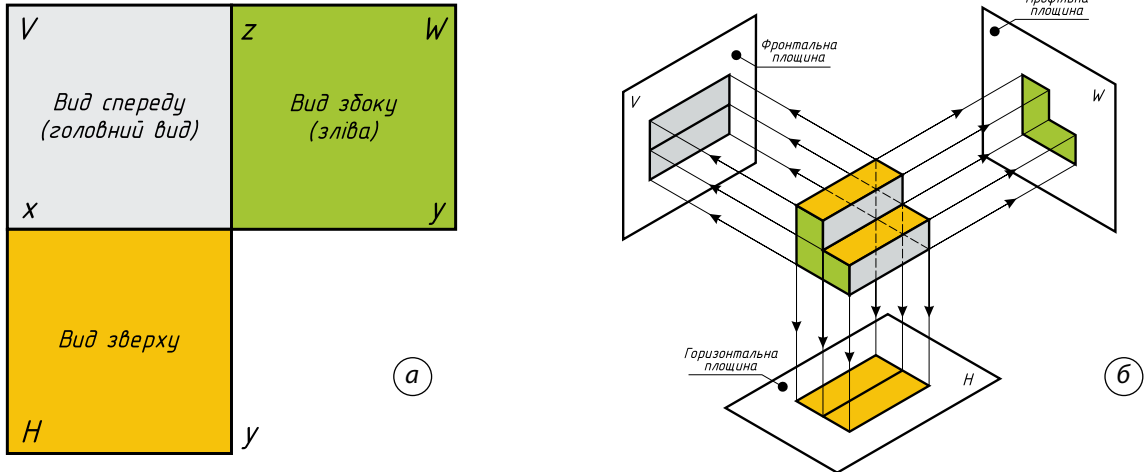 V
z
W
Вид спереду
(головний вид)
Вид збоку
(зліва)
x
y
Вид зверху
H
y
а
Фронтальна
площина
V
площина
W
Горизонтальна
площина
H
б